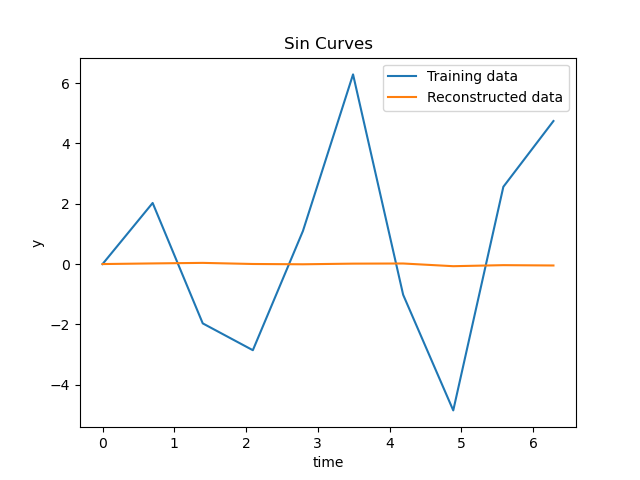 Sin Curves
Training data
Reconstructed data
6
4
2
0
−2
−4
y
0 1 2 3 4 5 6
time